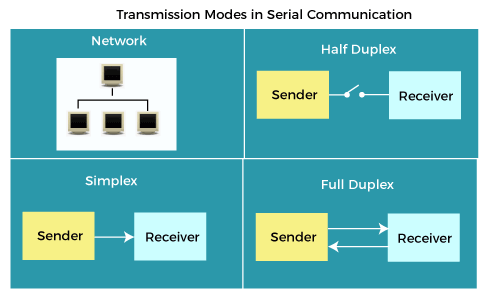 Transmission Modes in Serial Communication
Network
Half Duplex
Sender
Receiver
Simplex
Sender
Receiver
Full Duplex
Sender
Receiver